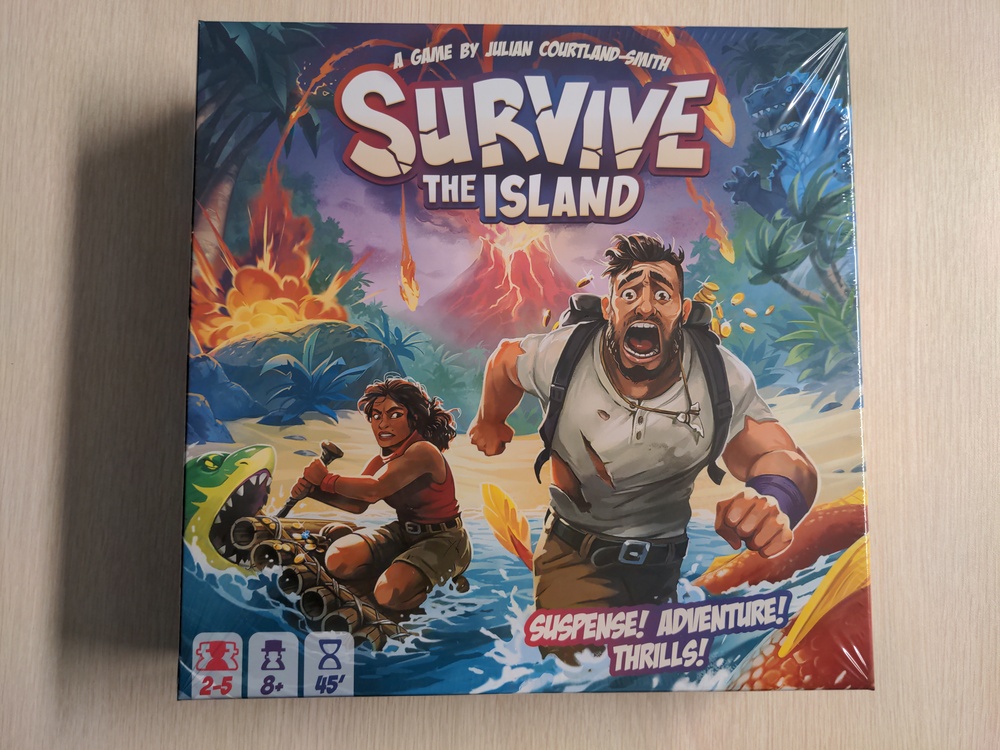 A GAME BY JULIAN COURTLAND-SMITH
SURVIVE
THE ISLAND
SUSPENSE! ADVENTURE!
THRILLS!
2-5
8+
45'